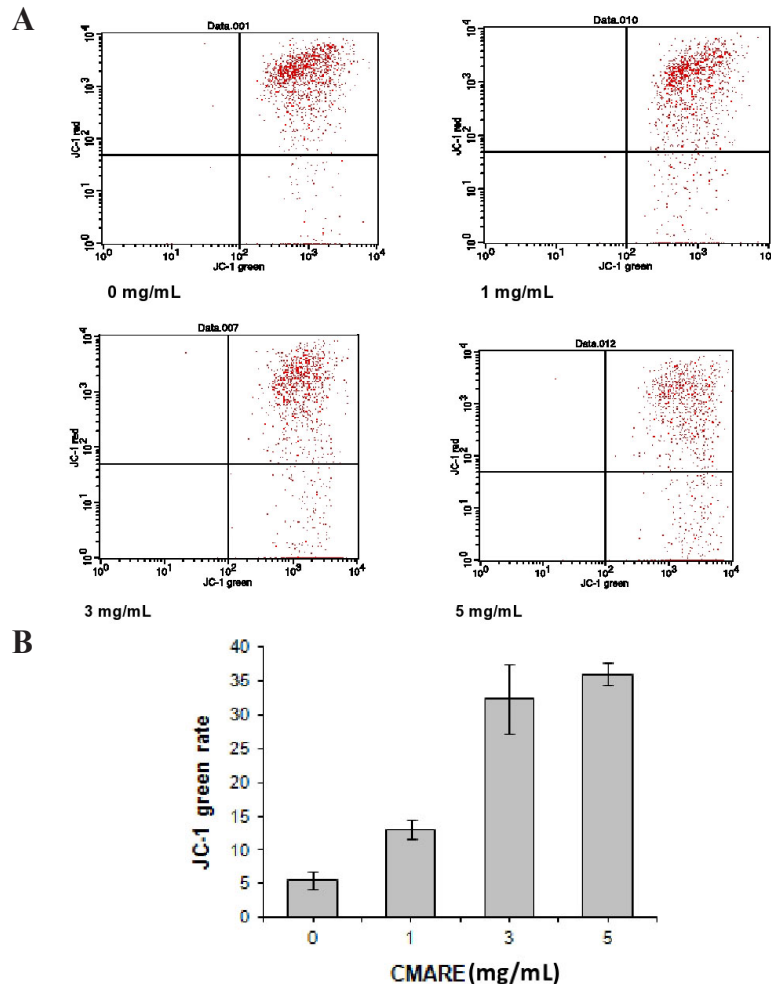 A
Data.001
JC-1 red
10^0 10^1 10^2 10^3 10^4
10^0 10^1 10^2 10^3 10^4
JC-1 green
0 mg/mL
Data.010
JC-1 red
10^0 10^1 10^2 10^3 10^4
10^0 10^1 10^2 10^3 10^4
JC-1 green
1 mg/mL
Data.007
JC-1 red
10^0 10^1 10^2 10^3 10^4
10^0 10^1 10^2 10^3 10^4
JC-1 green
3 mg/mL
Data.012
JC-1 red
10^0 10^1 10^2 10^3 10^4
10^0 10^1 10^2 10^3 10^4
JC-1 green
5 mg/mL
B
JC-1 green rate
40
35
30
25
20
15
10
5
0
0 1 3 5
CMARE(mg/mL)